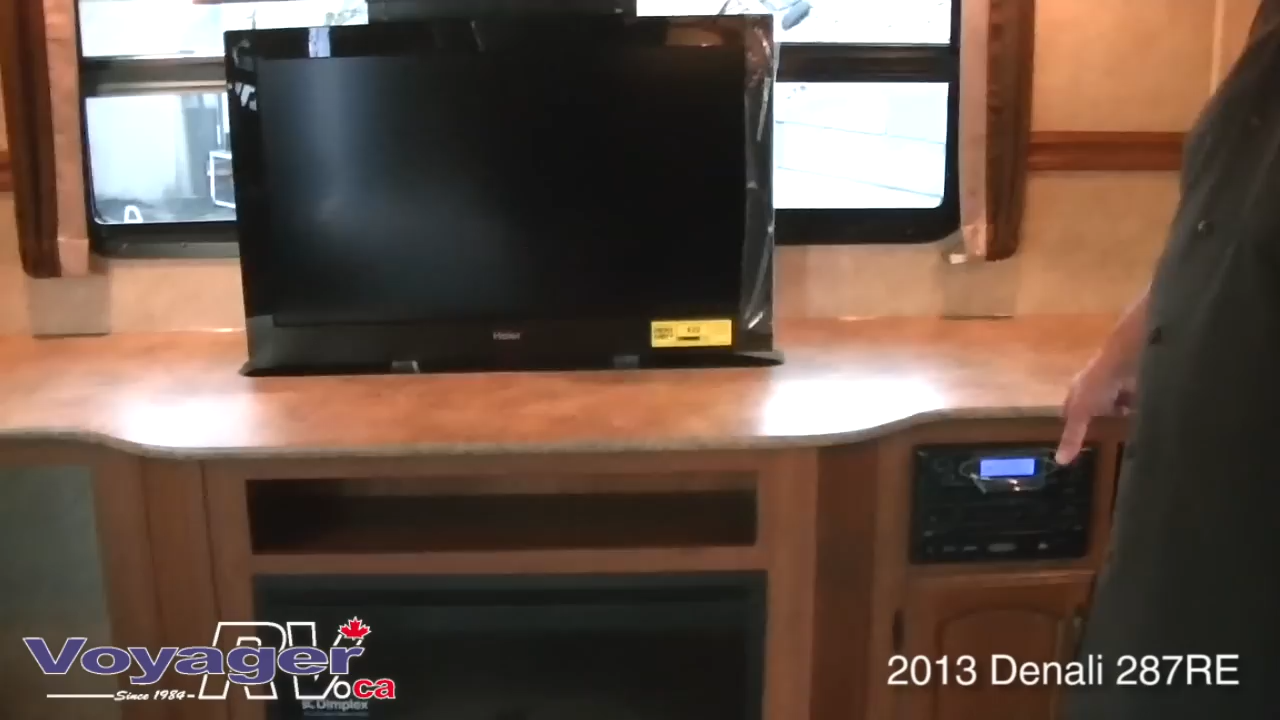 Haier
Voyager RV.ca
Since 1984
Dimplex
2013 Denali 287RE